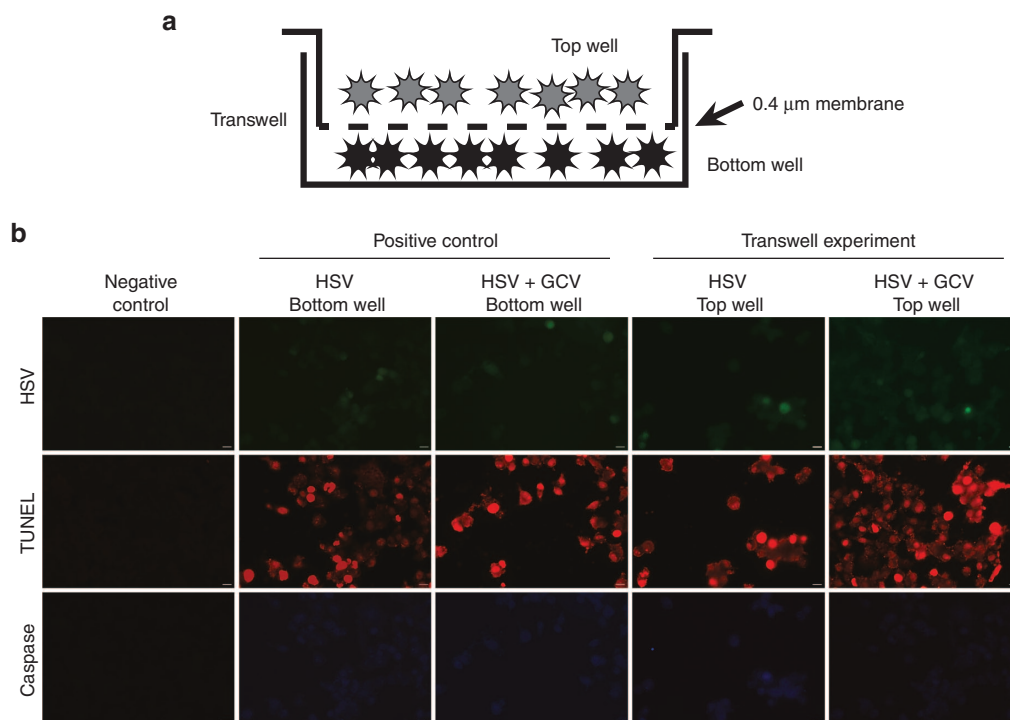 a
Top well
Transwell
0.4 μm membrane
Bottom well
b
Positive control
Transwell experiment
Negative
control
HSV
Bottom well
HSV + GCV
Bottom well
HSV
Top well
HSV + GCV
Top well
HSV
TUNEL
Caspase